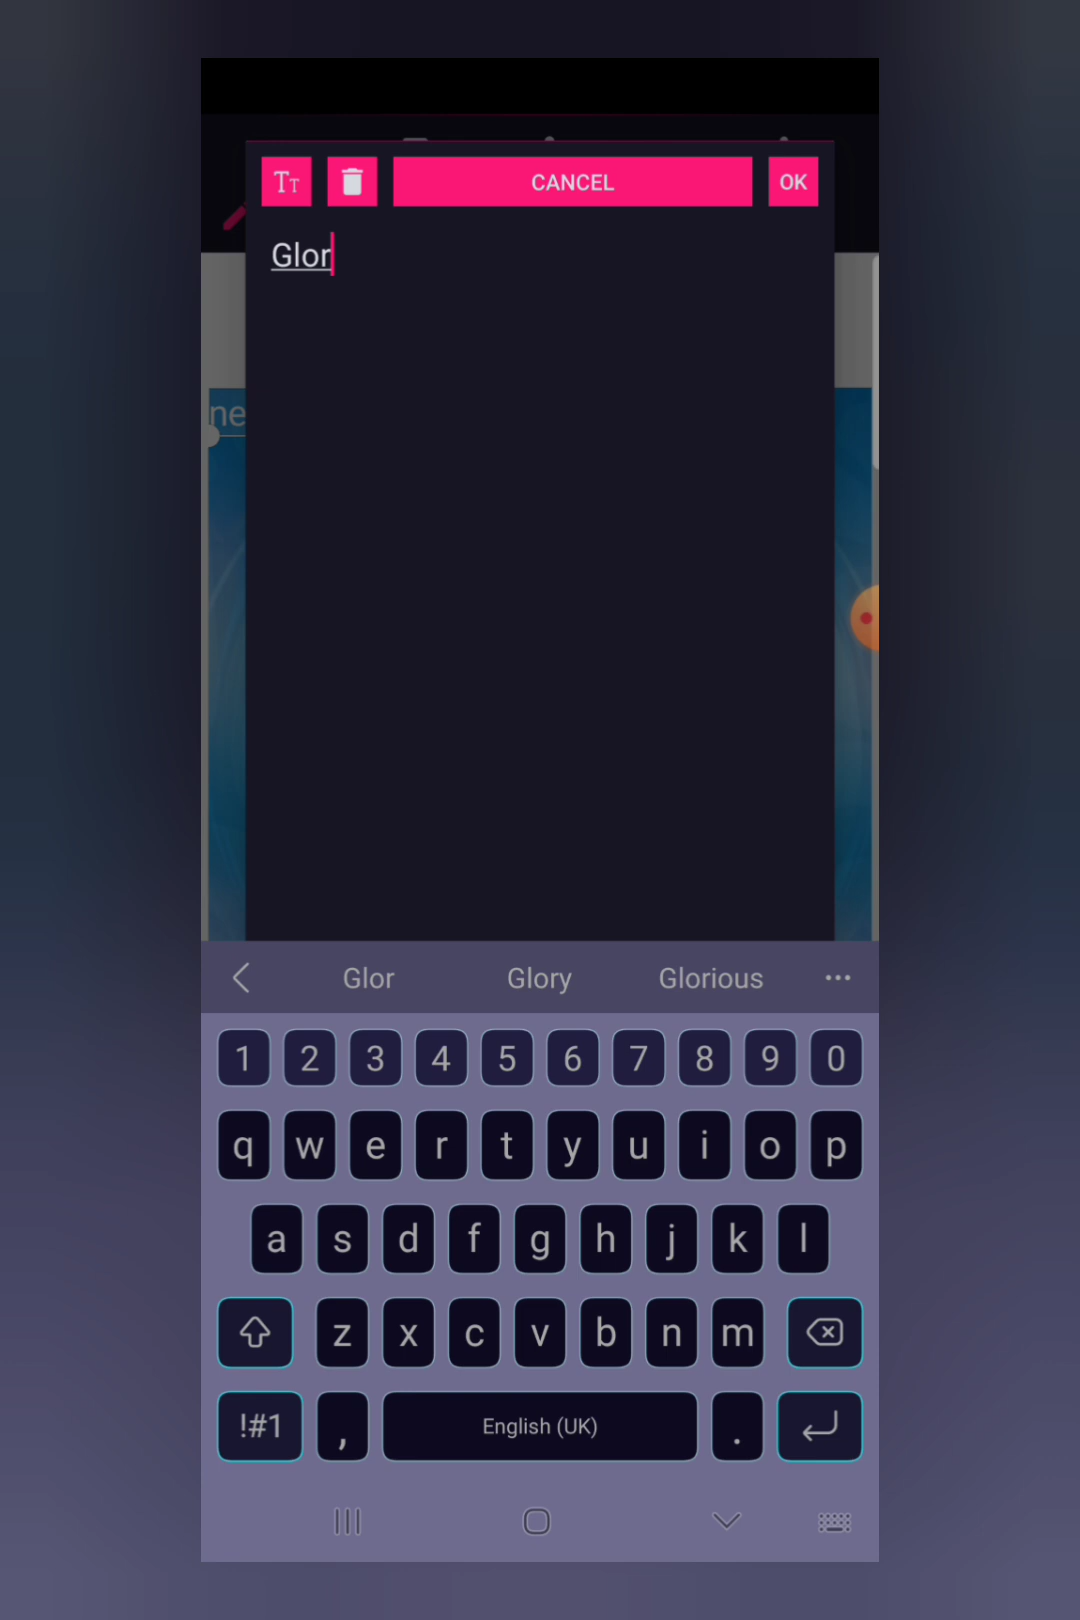 Tт CANCEL OK
Glor
ne
Glor Glory Glorious ...
1 2 3 4 5 6 7 8 9 0
q w e r t y u i o p
a s d f g h j k l
z x c v b n m
!#1 , English (UK) .